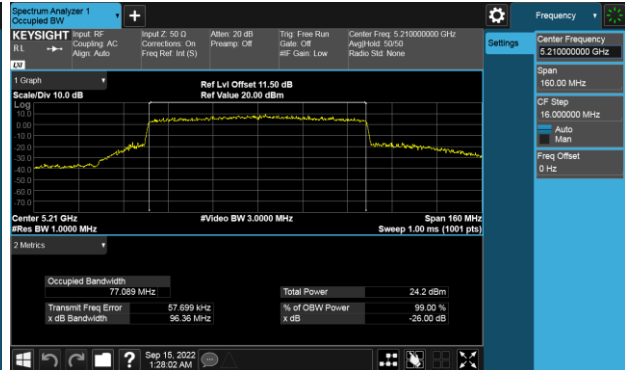 Spectrum Analyzer 1
Occupied BW
+
Frequency
KEYSIGHT
RL
Input: RF
Coupling: AC
Align: Auto
Input Z: 50 Ω
Corrections: On
Freq Ref: Int (S)
Atten: 20 dB
Preamp: Off
Trig: Free Run
Gate: Off
#IF Gain: Low
Center Freq: 5.210000000 GHz
Avg|Hold: 50/50
Radio Std: None
LXI
Settings
Center Frequency
5.210000000 GHz
Span
160.00 MHz
CF Step
16.000000 MHz
Auto
Man
Freq Offset
0 Hz
1 Graph
Scale/Div 10.0 dB
Ref Lvl Offset 11.50 dB
Ref Value 20.00 dBm
Log
10.0
0.00
-10.0
-20.0
-30.0
-40.0
-50.0
-60.0
-70.0
Center 5.21 GHz
#Res BW 1.0000 MHz
#Video BW 3.0000 MHz
Span 160 MHz
Sweep 1.00 ms (1001 pts)
2 Metrics
Occupied Bandwidth
77.089 MHz
Total Power 24.2 dBm
Transmit Freq Error 57.699 kHz
% of OBW Power 99.00 %
x dB Bandwidth 96.36 MHz
x dB -26.00 dB
?
Sep 15, 2022
1:28:02 AM